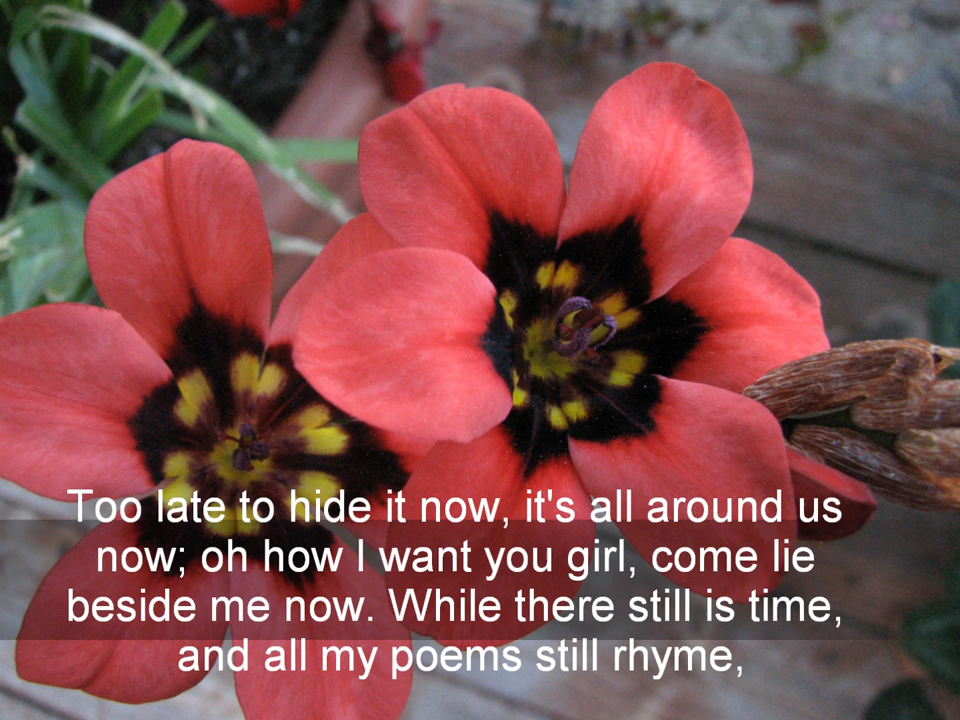 Too late to hide it now, it's all around us
now; oh how I want you girl, come lie
beside me now. While there still is time,
and all my poems still rhyme,